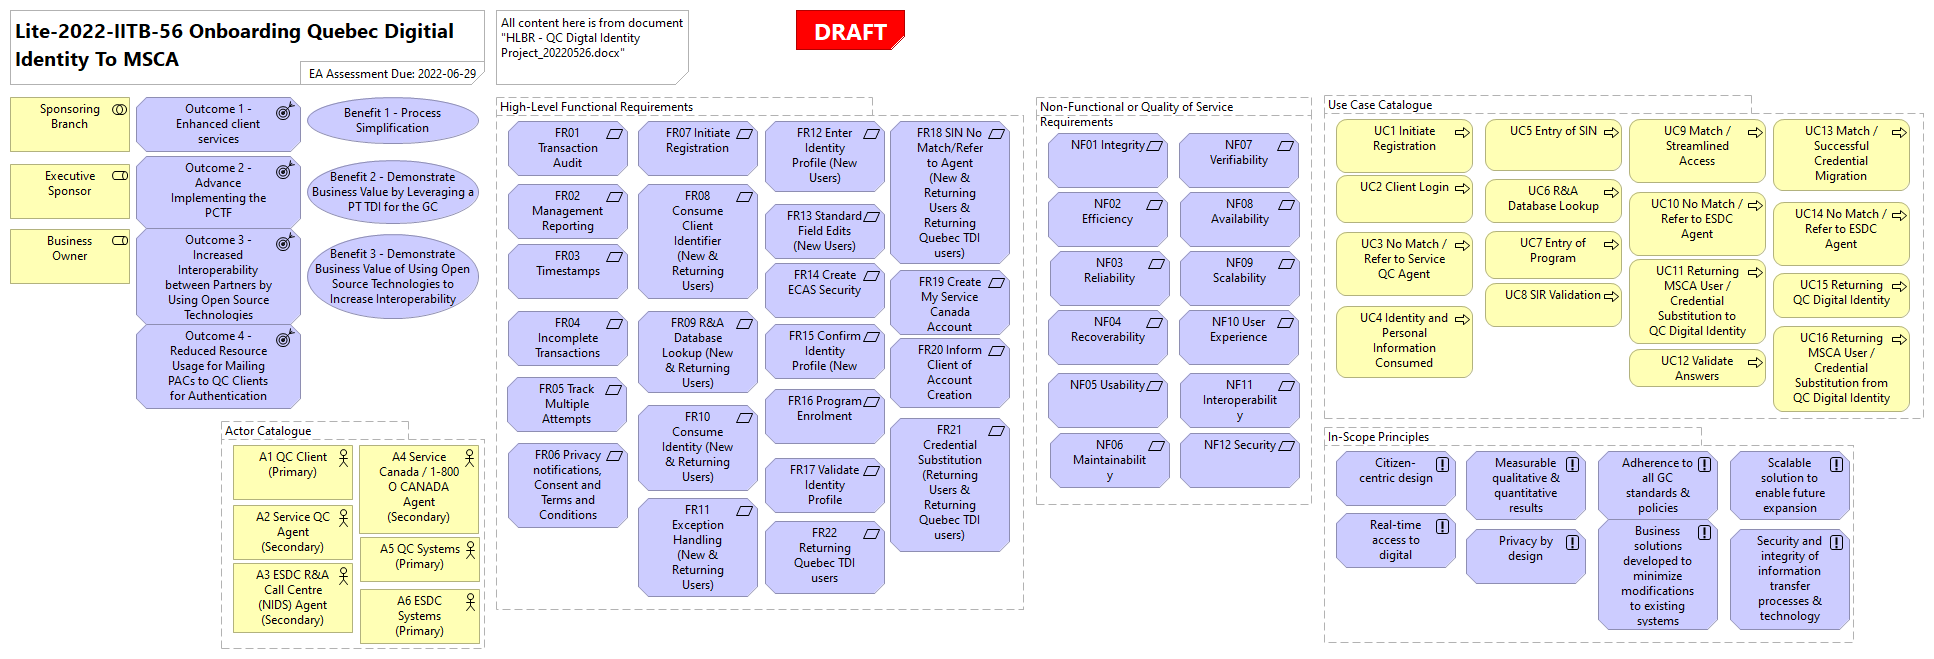 Lite-2022-IITB-56 Onboarding Quebec Digitial
Identity To MSCA
EA Assessment Due: 2022-06-29
All content here is from document
"HLBR - QC Digtal Identity
Project_20220526.docx"
DRAFT
Sponsoring
Branch
Executive
Sponsor
Business
Owner
Outcome 1 -
Enhanced client
services
Outcome 2 -
Advance
Implementing the
PCTF
Outcome 3 -
Increased
Interoperability
between Partners by
Using Open Source
Technologies
Outcome 4 -
Reduced Resource
Usage for Mailing
PACs to QC Clients
for Authentication
Benefit 1 - Process
Simplification
Benefit 2 - Demonstrate
Business Value by Leveraging a
PT TDI for the GC
Benefit 3 - Demonstrate
Business Value of Using Open
Source Technologies to
Increase Interoperability
Actor Catalogue
A1 QC Client
(Primary)
A2 Service QC
Agent
(Secondary)
A3 ESDC R&A
Call Centre
(NIDS) Agent
(Secondary)
A4 Service
Canada / 1-800
O CANADA
Agent
(Secondary)
A5 QC Systems
(Primary)
A6 ESDC
Systems
(Primary)
High-Level Functional Requirements
FR01
Transaction
Audit
FR02
Management
Reporting
FR03
Timestamps
FR04
Incomplete
Transactions
FR05 Track
Multiple
Attempts
FR06 Privacy
notifications,
Consent and
Terms and
Conditions
FR07 Initiate
Registration
FR08
Consume
Client
Identifier
(New &
Returning
Users)
FR09 R&A
Database
Lookup (New
& Returning
Users)
FR10
Consume
Identity (New
& Returning
Users)
FR11
Exception
Handling
(New &
Returning
Users)
FR12 Enter
Identity
Profile (New
Users)
FR13 Standard
Field Edits
(New Users)
FR14 Create
ECAS Security
FR15 Confirm
Identity
Profile (New
FR16 Program
Enrolment
FR17 Validate
Identity
Profile
FR22
Returning
Quebec TDI
users
FR18 SIN No
Match/Refer
to Agent
(New &
Returning
Users &
Returning
Quebec TDI
users)
FR19 Create
My Service
Canada
Account
FR20 Inform
Client of
Account
Creation
FR21
Credential
Substitution
(Returning
Users &
Returning
Quebec TDI
users)
Non-Functional or Quality of Service
Requirements
NF01 Integrity
NF02
Efficiency
NF03
Reliability
NF04
Recoverability
NF05 Usability
NF06
Maintainabilit
y
NF07
Verifiability
NF08
Availability
NF09
Scalability
NF10 User
Experience
NF11
Interoperabilit
y
NF12 Security
Use Case Catalogue
UC1 Initiate
Registration
UC2 Client Login
UC3 No Match /
Refer to Service
QC Agent
UC4 Identity and
Personal
Information
Consumed
UC5 Entry of SIN
UC6 R&A
Database Lookup
UC7 Entry of
Program
UC8 SIR Validation
UC9 Match /
Streamlined
Access
UC10 No Match /
Refer to ESDC
Agent
UC11 Returning
MSCA User /
Credential
Substitution to
QC Digital Identity
UC12 Validate
Answers
UC13 Match /
Successful
Credential
Migration
UC14 No Match /
Refer to ESDC
Agent
UC15 Returning
QC Digital Identity
UC16 Returning
MSCA User /
Credential
Substitution from
QC Digital Identity
In-Scope Principles
Citizen-
centric design
Real-time
access to
digital
Measurable
qualitative &
quantitative
results
Privacy by
design
Adherence to
all GC
standards &
policies
Business
solutions
developed to
minimize
modifications
to existing
systems
Scalable
solution to
enable future
expansion
Security and
integrity of
information
transfer
processes &
technology